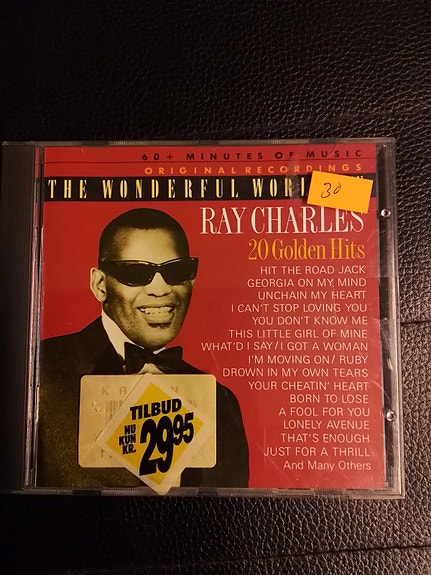 60+ MINUTES OF MUSIC
ORIGINAL RECORDINGS
THE WONDERFUL
30
RAY CHARLES
20 Golden Hits
HIT THE ROAD JACK
GEORGIA ON MY MIND
UNCHAIN MY HEART
I CAN'T STOP LOVING YOU
YOU DON'T KNOW ME
THIS LITTLE GIRL OF MINE
WHAT'D I SAY/I GOT A WOMAN
I'M MOVING ON/RUBY
DROWN IN MY OWN TEARS
YOUR CHEATIN' HEART
BORN TO LOSE
A FOOL FOR YOU
LONELY AVENUE
THAT'S ENOUGH
JUST FOR A THRILL
And Many Others
TILBUD
NU
KUN
KR.
29.95